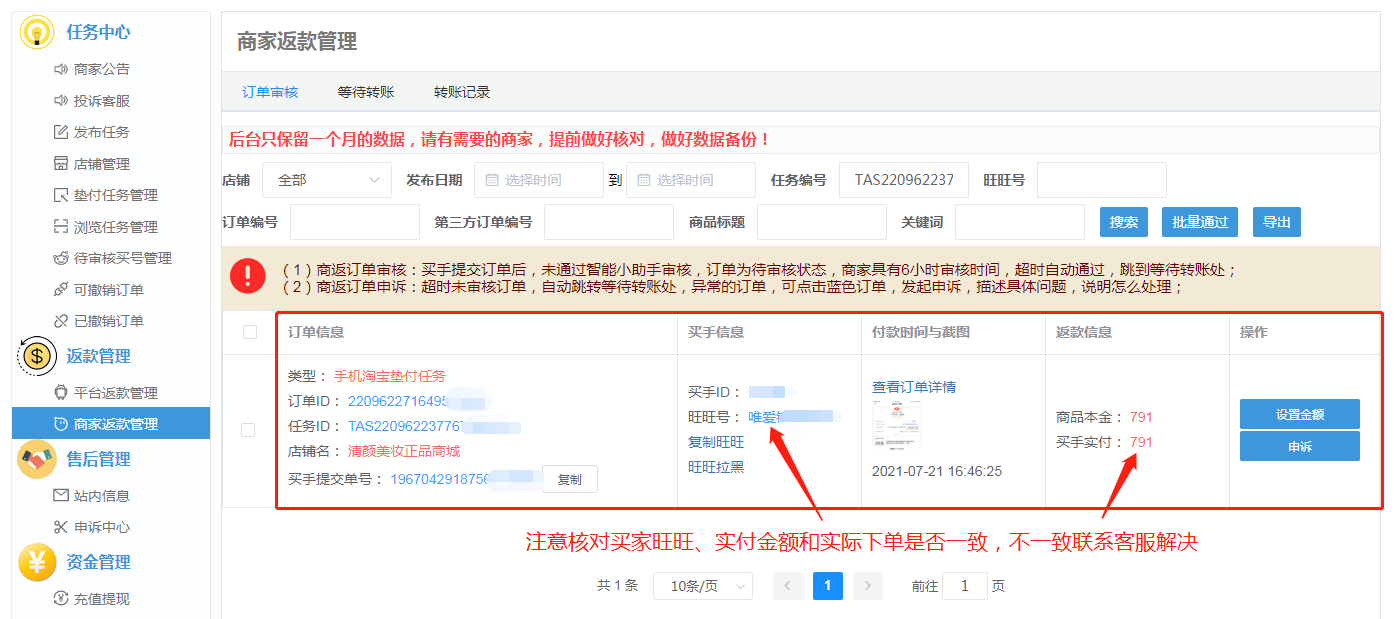 任务中心
商家公告
投诉客服
发布任务
店铺管理
垫付任务管理
浏览任务管理
待审核买号管理
可撤销订单
已撤销订单
返款管理
平台返款管理
商家返款管理
售后管理
站内信息
申诉中心
资金管理
充值提现
商家返款管理
订单审核 等待转账 转账记录
后台只保留一个月的数据，请有需要的商家，提前做好核对，做好数据备份！
店铺 全部 发布日期 选择时间 到 选择时间 任务编号 TAS220962237 旺旺号
订单编号 第三方订单编号 商品标题 关键词 搜索 批量通过 导出
（1）商返订单审核：买手提交订单后，未通过智能小助手审核，订单为待审核状态，商家具有6小时审核时间，超时自动通过，跳到等待转账处；
（2）商返订单申诉：超时未审核订单，自动跳转等待转账处，异常的订单，可点击蓝色订单，发起申诉，描述具体问题，说明怎么处理；
订单信息 买手信息 付款时间与截图 返款信息 操作
类型： 手机淘宝垫付任务
订单ID： 2209622716495
任务ID： TAS22096223776
店铺名： 清颜美妆正品商城
买手提交单号： 1967042918756 复制
买手ID：
旺旺号： 唯爱
复制旺旺
旺旺拉黑
查看订单详情
2021-07-21 16:46:25
商品本金： 791
买手实付： 791
设置金额
申诉
注意核对买家旺旺、实付金额和实际下单是否一致，不一致联系客服解决
共 1 条 10条/页 1 前往 1 页